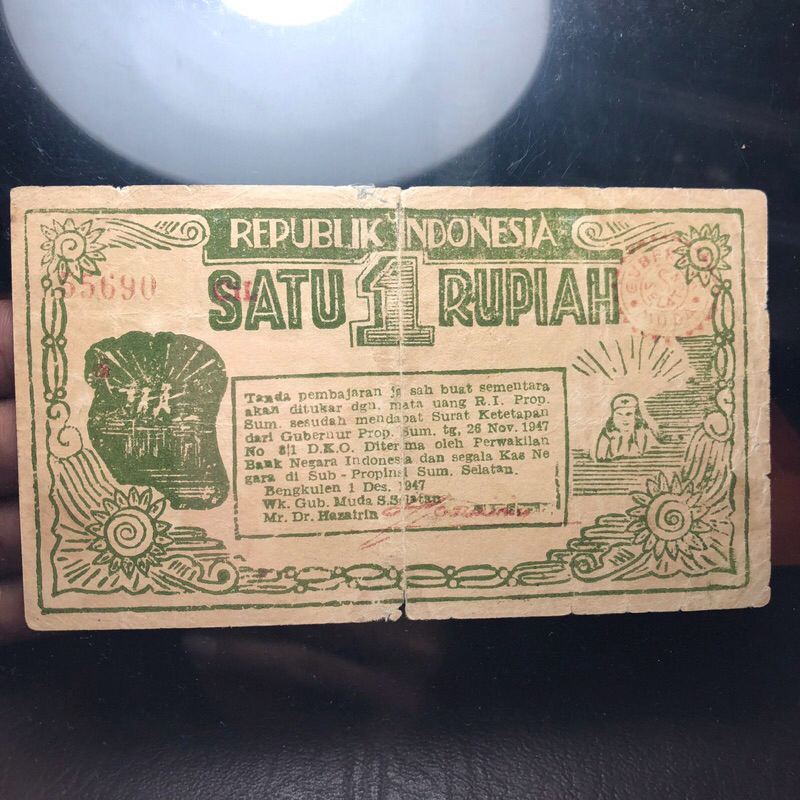 REPUBLIK INDONESIA
55690
SATU 1 RUPIAH
Tanda pembajaran ja sah buat sementara
akan ditukar dgn. mata uang R.I. Prop.
Sum. sesudah mendapat Surat Ketetapan
dari Gubernur Prop. Sum. tg, 26 Nov. 1947
No 8/1 D.K.O. Diterima oleh Perwakilan
Bank Negara Indonesia dan segala Kas Ne
gara di Sub - Propinsi Sum. Selatan.
Bengkulen 1 Des. 1947
Wk. Gub. Muda S.Selatan
Mr. Dr. Hazairin